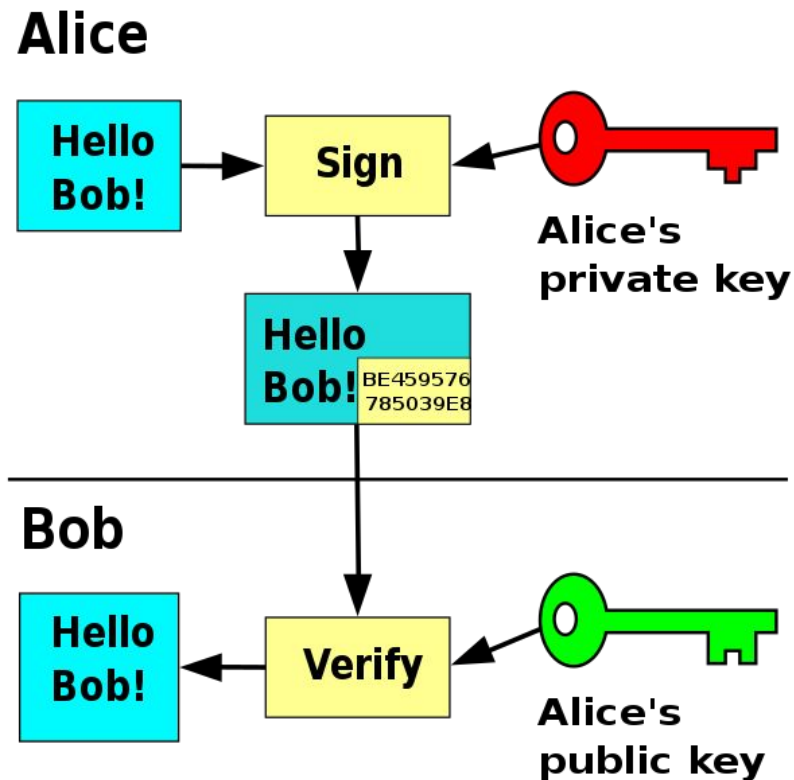 Alice
Hello
Bob!
Sign
Alice's
private key
Hello
Bob!
BE459576
785039E8
Bob
Hello
Bob!
Verify
Alice's
public key